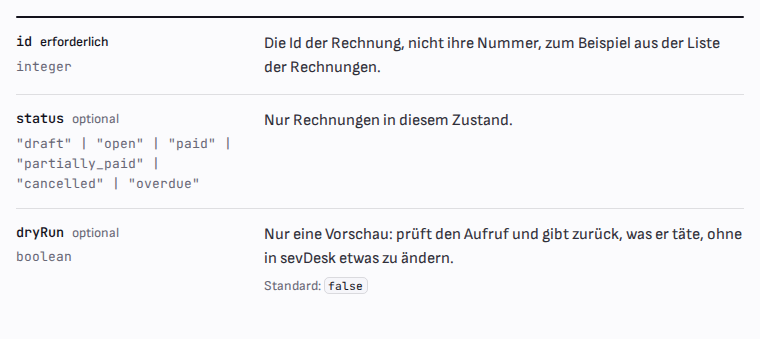 id erforderlich
integer
Die Id der Rechnung, nicht ihre Nummer, zum Beispiel aus der Liste
der Rechnungen.
status optional
"draft" | "open" | "paid" |
"partially_paid" |
"cancelled" | "overdue"
Nur Rechnungen in diesem Zustand.
dryRun optional
boolean
Nur eine Vorschau: prüft den Aufruf und gibt zurück, was er täte, ohne
in sevDesk etwas zu ändern.
Standard: false